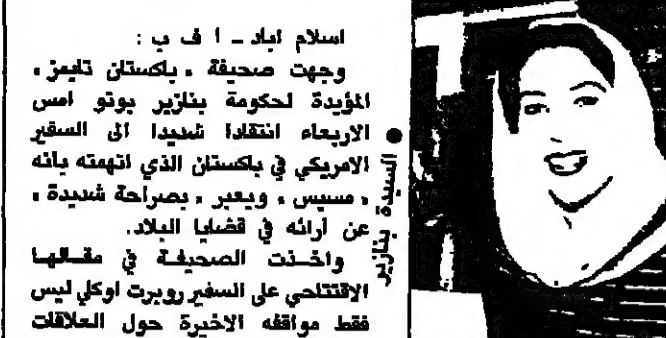 اسلام اباد ـ ا ف ب :
وجهت صحيفة « باكستان تايمز »
المؤيدة لحكومة بنازير بوتو امس
الاربعاء انتقادا شديدا الى السفير
الامريكي في باكستان الذي اتهمته بانه
« مسيس » ويعبر « بصراحة شديدة »
عن ارائه في قضايا البلاد.
واخذت الصحيفة في مقالها
الافتتاحي على السفير روبرت اوكلي ليس
فقط مواقفه الاخيرة حول العلاقات
● السيدة بنازير